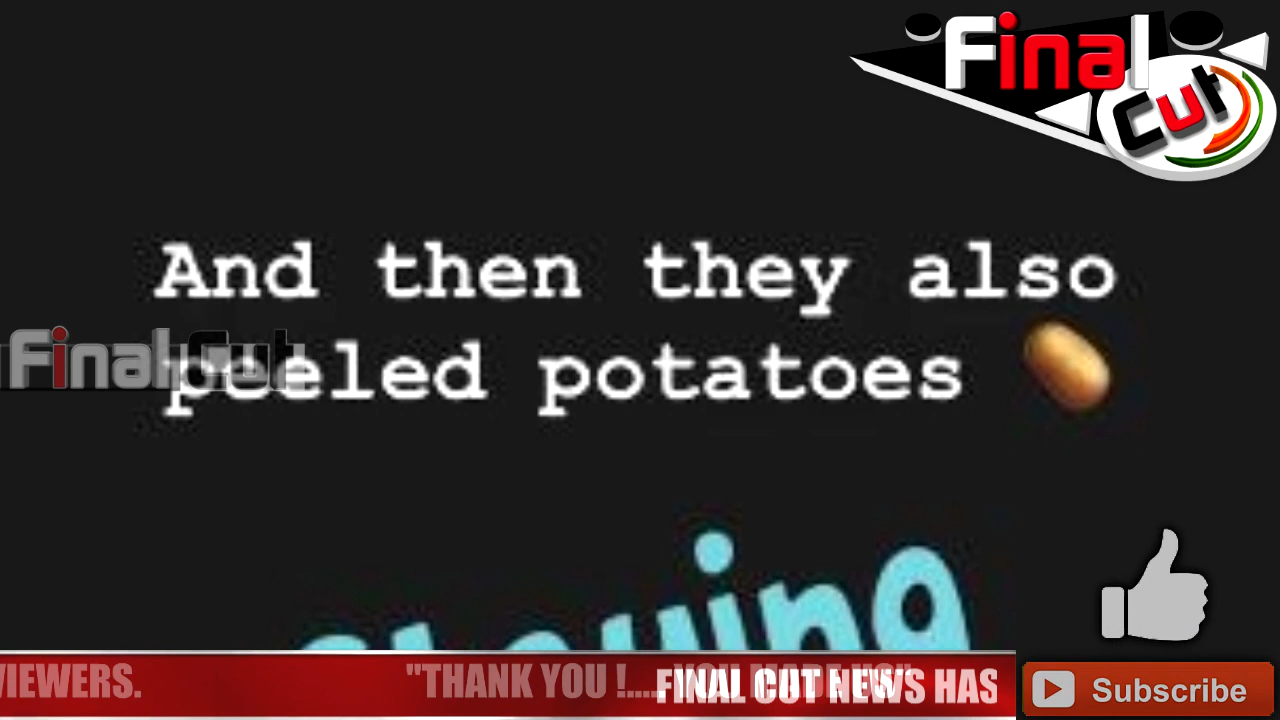 Final
Cut
And then they also
Final Cut
peeled potatoes
VIEWERS.
"THANK YOU !.....
FINAL CUT NEWS HAS
Subscribe